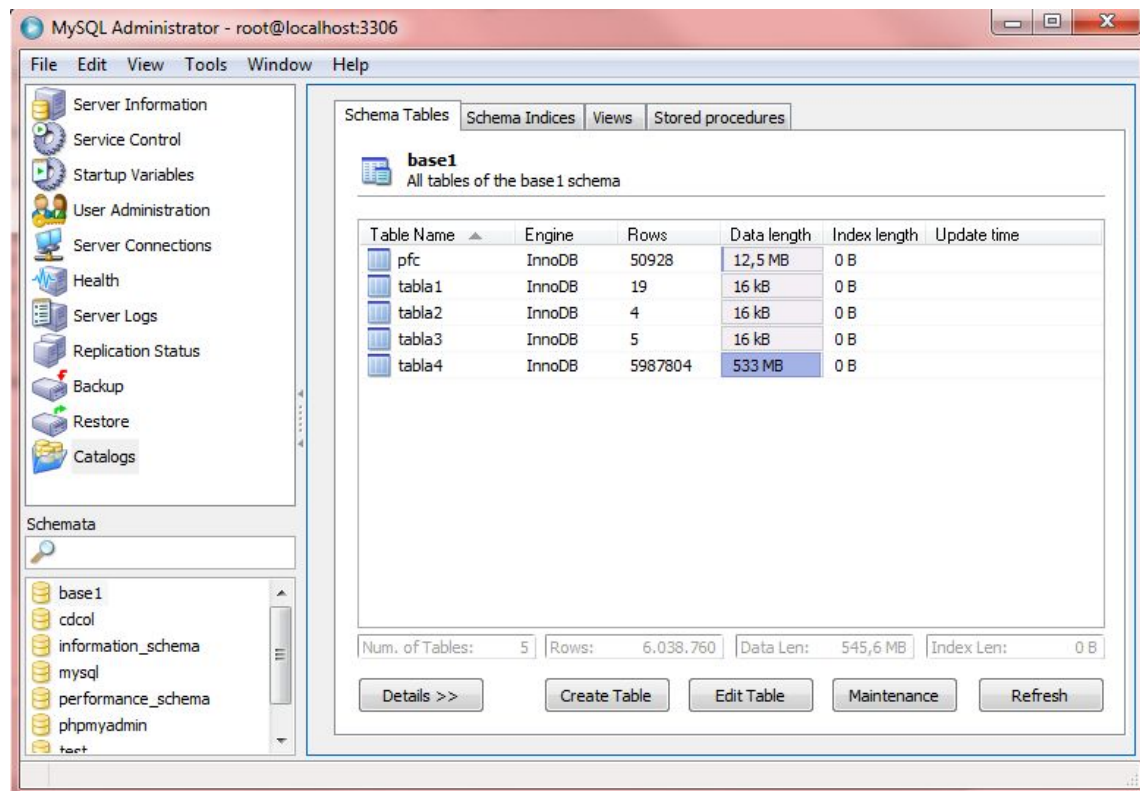 MySQL Administrator - root@localhost:3306
File Edit View Tools Window Help
Server Information
Service Control
Startup Variables
User Administration
Server Connections
Health
Server Logs
Replication Status
Backup
Restore
Catalogs
Schemata
base1
cdcol
information_schema
mysql
performance_schema
phpmyadmin
test
Schema Tables Schema Indices Views Stored procedures
base1
All tables of the base1 schema
Table Name Engine Rows Data length Index length Update time
pfc InnoDB 50928 12,5 MB 0 B
tabla1 InnoDB 19 16 kB 0 B
tabla2 InnoDB 4 16 kB 0 B
tabla3 InnoDB 5 16 kB 0 B
tabla4 InnoDB 5987804 533 MB 0 B
Num. of Tables: 5 Rows: 6.038.760 Data Len: 545,6 MB Index Len: 0 B
Details >> Create Table Edit Table Maintenance Refresh